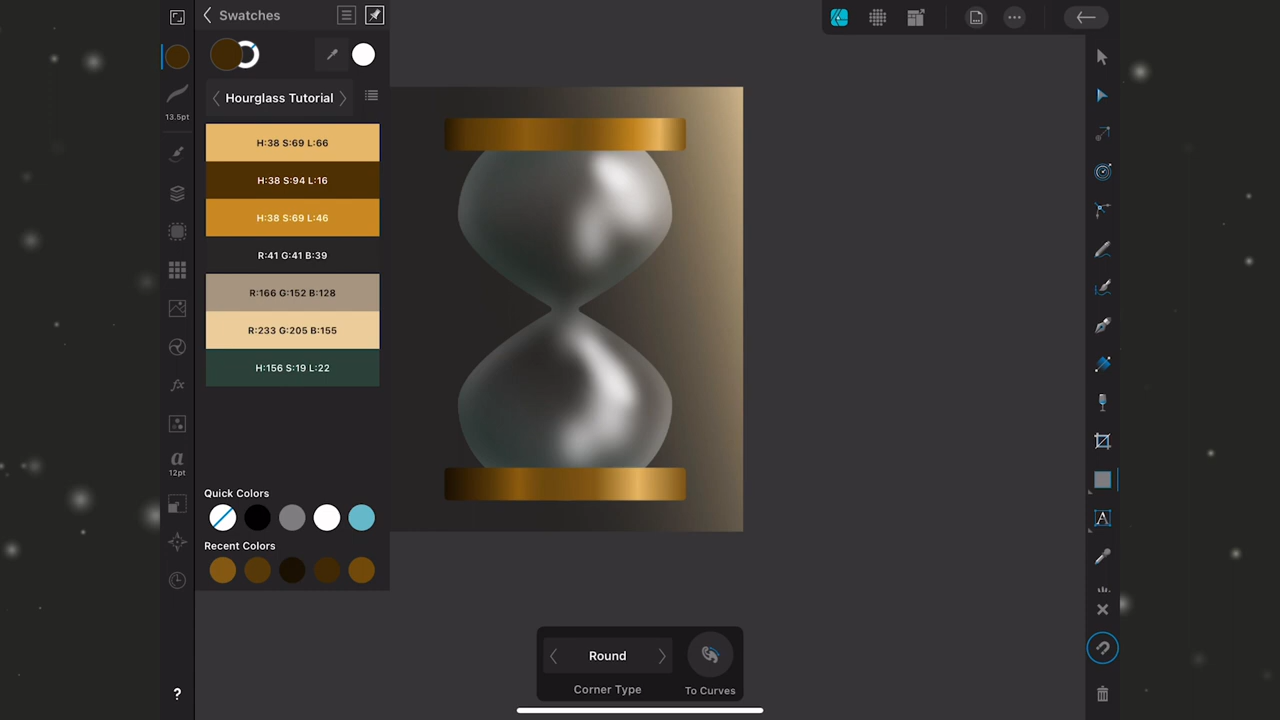 Swatches
13.5pt
Hourglass Tutorial
H:38 S:69 L:66
H:38 S:94 L:16
H:38 S:69 L:46
R:41 G:41 B:39
R:166 G:152 B:128
R:233 G:205 B:155
H:156 S:19 L:22
fx
a
12pt
Quick Colors
Recent Colors
?
Round
Corner Type
To Curves
A